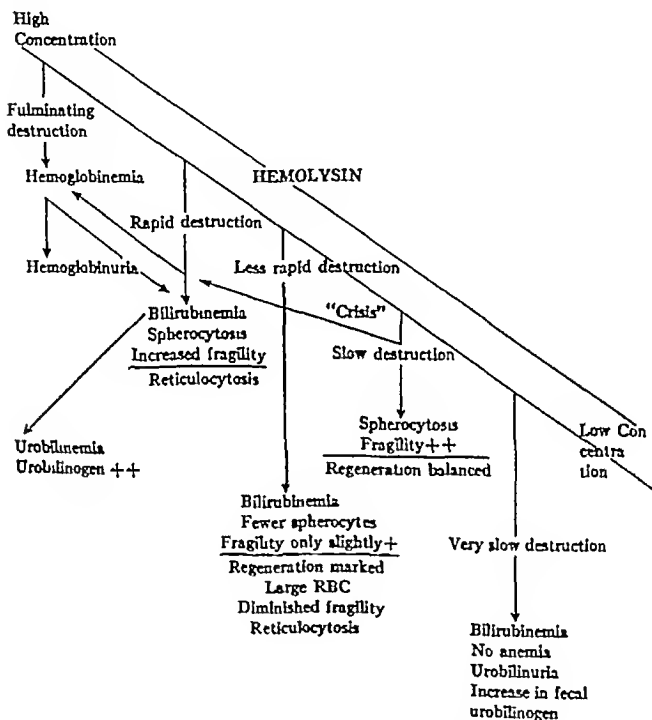 High
Concentration
Fulminating
destruction
Hemoglobinemia
HEMOLYSIN
Rapid destruction
Hemoglobinuria
Less rapid destruction
"Crisis"
Bilirubinemia
Spherocytosis
Increased fragility
Reticulocytosis
Slow destruction
Urobilinemia
Urobilinogen ++
Spherocytosis
Fragility++
Regeneration balanced
Low Con
centra
tion
Bilirubinemia
Fewer spherocytes
Fragility only slightly+
Regeneration marked
Large RBC
Diminished fragility
Reticulocytosis
Very slow destruction
Bilirubinemia
No anemia
Urobilinuria
Increase in fecal
urobilinogen